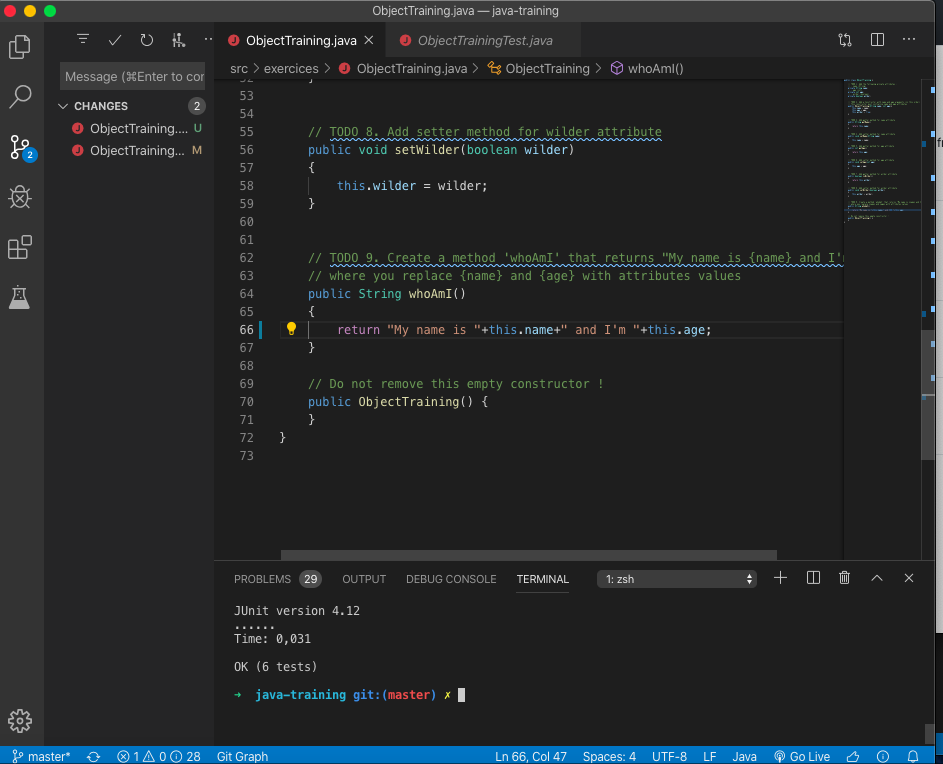 ObjectTraining.java — java-training
ObjectTraining.java
ObjectTrainingTest.java
Message (⌘Enter to con
CHANGES 2
ObjectTraining.... U
ObjectTraining... M
2
src > exercices > ObjectTraining.java > ObjectTraining > whoAmI()
53
54
55 // TODO 8. Add setter method for wilder attribute
56 public void setWilder(boolean wilder)
57 {
58 this.wilder = wilder;
59 }
60
61
62 // TODO 9. Create a method 'whoAmI' that returns "My name is {name} and I'm
63 // where you replace {name} and {age} with attributes values
64 public String whoAmI()
65 {
66 return "My name is "+this.name+" and I'm "+this.age;
67 }
68
69 // Do not remove this empty constructor !
70 public ObjectTraining() {
71 }
72 }
73
PROBLEMS 29 OUTPUT DEBUG CONSOLE TERMINAL 1: zsh
JUnit version 4.12
......
Time: 0,031
OK (6 tests)
➜ java-training git:(master) ✗
master* 1 0 28 Git Graph Ln 66, Col 47 Spaces: 4 UTF-8 LF Java Go Live